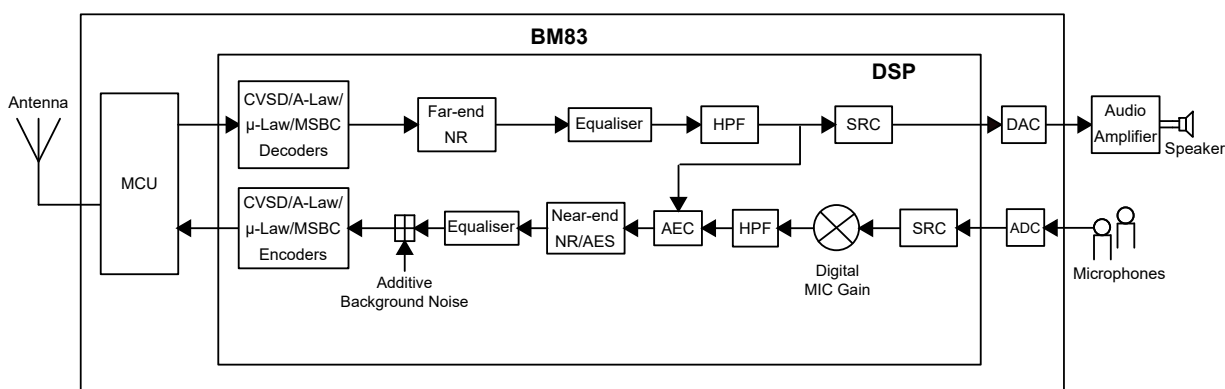 BM83
DSP
Antenna
MCU
CVSD/A-Law/
μ-Law/MSBC
Decoders
Far-end
NR
Equaliser
HPF
SRC
DAC
Audio
Amplifier
Speaker
CVSD/A-Law/
μ-Law/MSBC
Encoders
Additive
Background Noise
Equaliser
Near-end
NR/AES
AEC
HPF
Digital
MIC Gain
SRC
ADC
Microphones